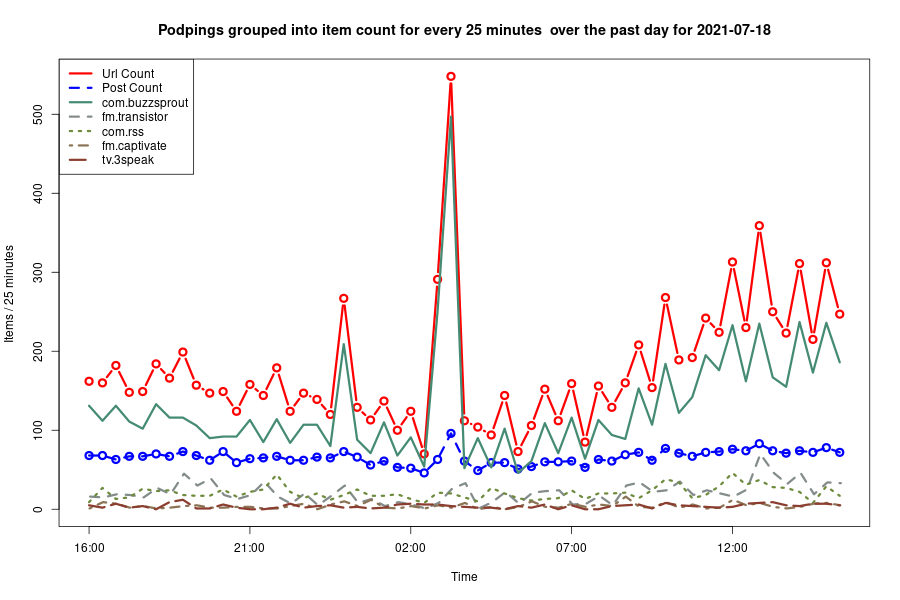 Podpings grouped into item count for every 25 minutes  over the past day for 2021-07-18
Url Count
Post Count
com.buzzsprout
fm.transistor
com.rss
fm.captivate
tv.3speak
Items / 25 minutes
500
400
300
200
100
0
16:00 21:00 02:00 07:00 12:00
Time